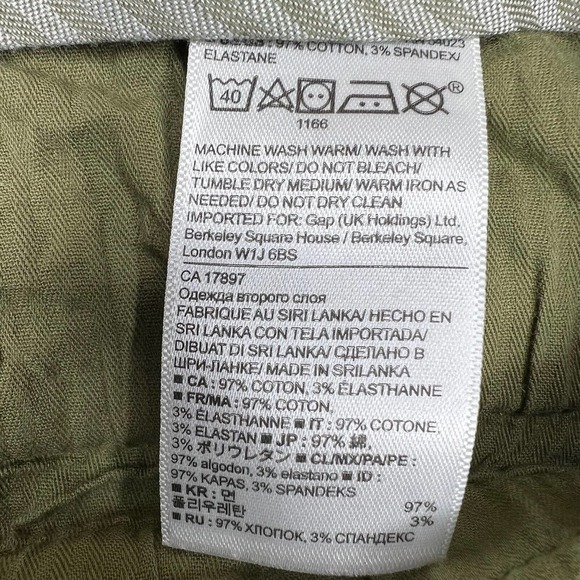 97% COTTON, 3% SPANDEX/
ELASTANE
40
®
1166
MACHINE WASH WARM/ WASH WITH
LIKE COLORS/ DO NOT BLEACH/
TUMBLE DRY MEDIUM/ WARM IRON AS
NEEDED/ DO NOT DRY CLEAN
IMPORTED FOR: Gap (UK Holdings) Ltd.
Berkeley Square House / Berkeley Square,
London W1J 6BS
CA 17897
Одежда второго слоя
FABRIQUE AU SIRI LANKA/ HECHO EN
SRI LANKA CON TELA IMPORTADA/
DIBUAT DI SRI LANKA/ СДЕЛАНО В
ШРИ-ЛАНКЕ/ MADE IN SRILANKA
■ CA : 97% COTON, 3% ÉLASTHANNE
■ FR/MA : 97% COTON,
3% ÉLASTHANNE ■ IT : 97% COTONE,
3% ELASTAN ■ JP : 97% 綿,
3% ポリウレタン ■ CL/MX/PA/PE :
97% algodon, 3% elastano ■ ID :
97% KAPAS, 3% SPANDEKS
■ KR : 면 97%
폴리우레탄 3%
■ RU : 97% ХЛОПОК, 3% СПАНДЕКС